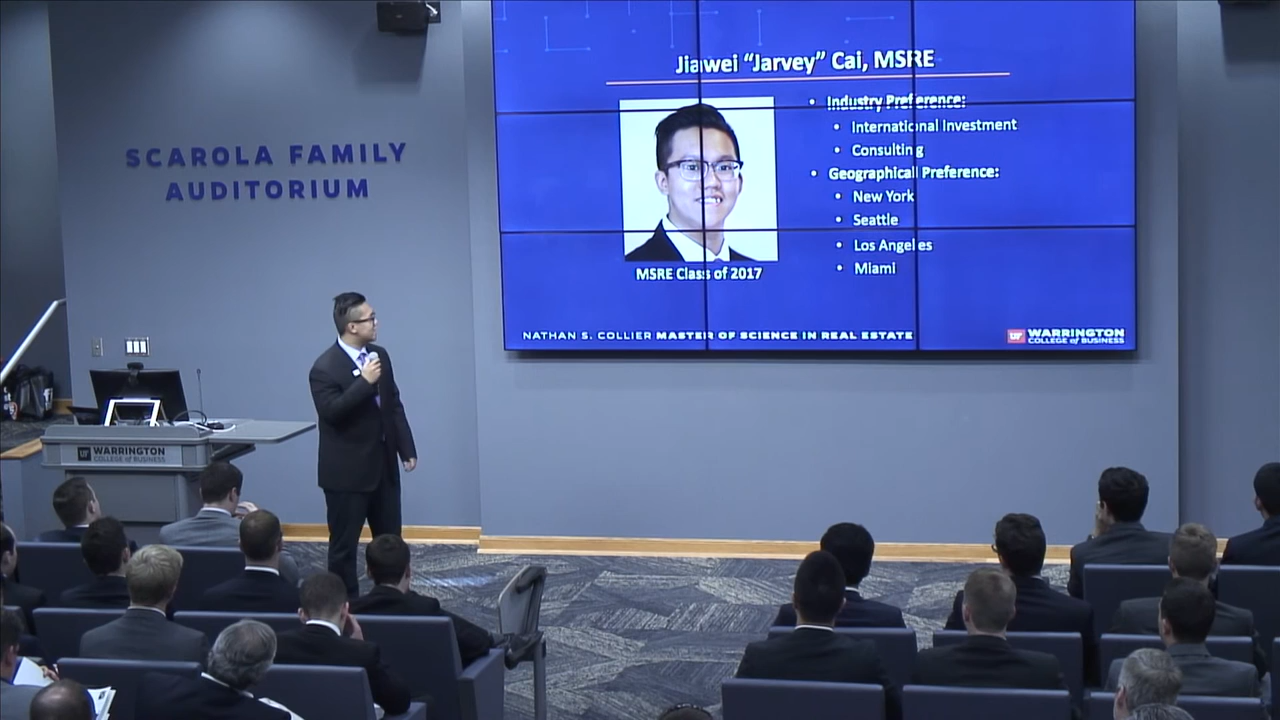 SCAROLA FAMILY
AUDITORIUM
Jiawei “Jarvey” Cai, MSRE
• Industry Preference:
• International Investment
• Consulting
• Geographical Preference:
• New York
• Seattle
• Los Angeles
• Miami
MSRE Class of 2017
NATHAN S. COLLIER MASTER OF SCIENCE IN REAL ESTATE
UF WARRINGTON
COLLEGE of BUSINESS
UF WARRINGTON
COLLEGE of BUSINESS